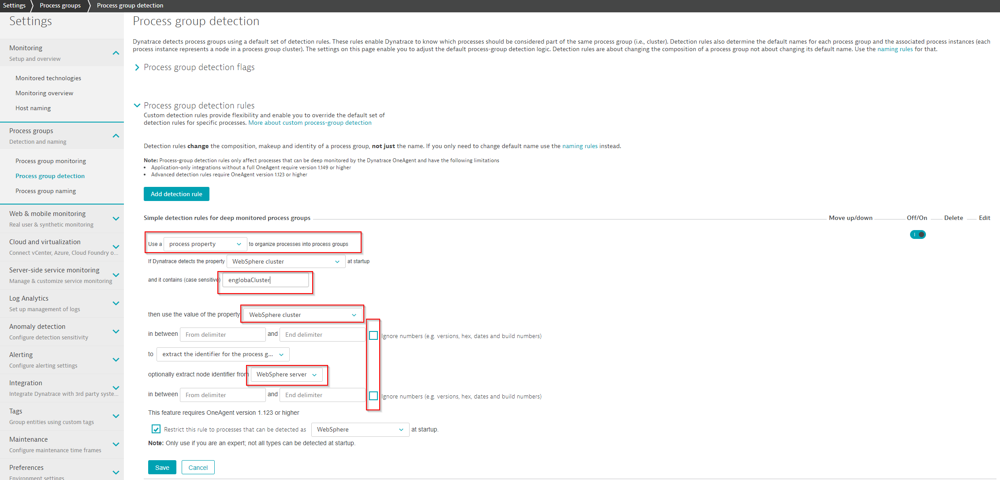 Settings
Process groups
Process group detection
Settings
Monitoring
Setup and overview
Monitored technologies
Monitoring overview
Host naming
Process groups
Detection and naming
Process group monitoring
Process group detection
Process group naming
Web & mobile monitoring
Real user & synthetic monitoring
Cloud and virtualization
Connect vCenter, Azure, Cloud Foundry o...
Server-side service monitoring
Manage & customize service monitoring
Log Analytics
Set up management of logs
Anomaly detection
Configure detection sensitivity
Alerting
Configure alerting settings
Integration
Integrate Dynatrace with 3rd party syste...
Tags
Group entities using custom tags
Maintenance
Configure maintenance time frames
Preferences
Environment settings
Process group detection
Dynatrace detects process groups using a default set of detection rules. These rules enable Dynatrace to know which processes should be considered part of the same process group (i.e., cluster). Detection rules also determine the default names for each process group and the associated process instances (each
process instance represents a node in a process group cluster). The settings on this page enable you to adjust the default process-group detection logic. Detection rules are about changing the composition of a process group not about changing its default name. Use the naming rules for that.
Process group detection flags
Process group detection rules
Custom detection rules provide flexibility and enable you to override the default set of
detection rules for specific processes. More about custom process-group detection
Detection rules change the composition, makeup and identity of a process group, not just the name. If you only need to change default name use the naming rules instead.
Note: Process-group detection rules only affect processes that can be deep monitored by the Dynatrace OneAgent and have the following limitations
• Application-only integrations without a full OneAgent require version 1.149 or higher
• Advanced detection rules require OneAgent version 1.123 or higher
Add detection rule
Simple detection rules for deep monitored process groups Move up/down Off/On Delete Edit
Use a process property to organize processes into process groups
If Dynatrace detects the property WebSphere cluster at startup
and it contains (case sensitive) englobaCluster
then use the value of the property WebSphere cluster
in between From delimiter and End delimiter Ignore numbers (e.g. versions, hex, dates and build numbers)
to extract the identifier for the process g...
optionally extract node identifier from WebSphere server
in between From delimiter and End delimiter Ignore numbers (e.g. versions, hex, dates and build numbers)
This feature requires OneAgent version 1.123 or higher
Restrict this rule to processes that can be detected as WebSphere at startup.
Note: Only use if you are an expert; not all types can be detected at startup.
Save Cancel